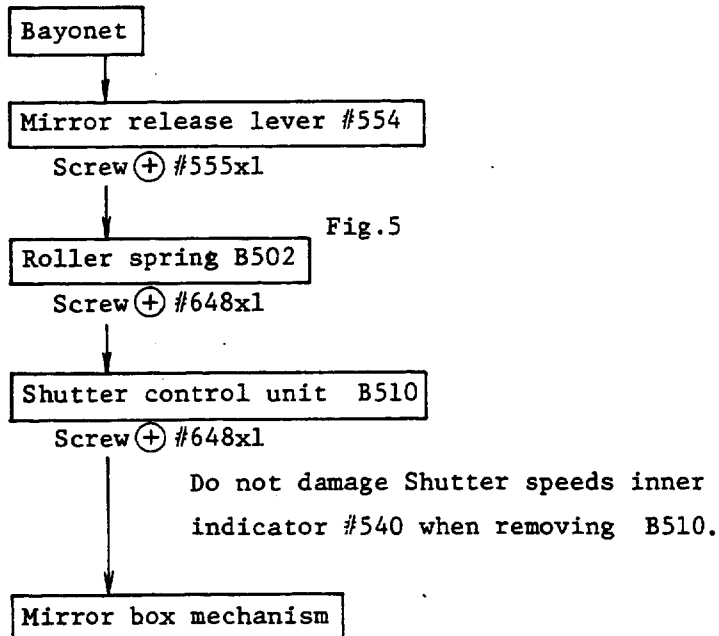 Bayonet
Mirror release lever #554
Screw ⊕ #555x1
Fig.5
Roller spring B502
Screw ⊕ #648x1
Shutter control unit B510
Screw ⊕ #648x1
Do not damage Shutter speeds inner
indicator #540 when removing B510.
Mirror box mechanism